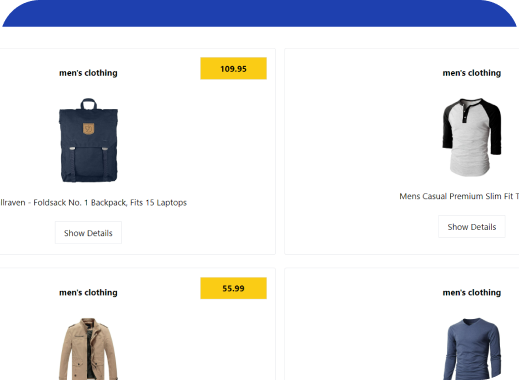 109.95
men's clothing
men's clothing
- Foldsack No. 1 Backpack, Fits 15 Laptops
Mens Casual Premium Slim Fit
Show Details
Show Details
55.99
men's clothing
men's clothing